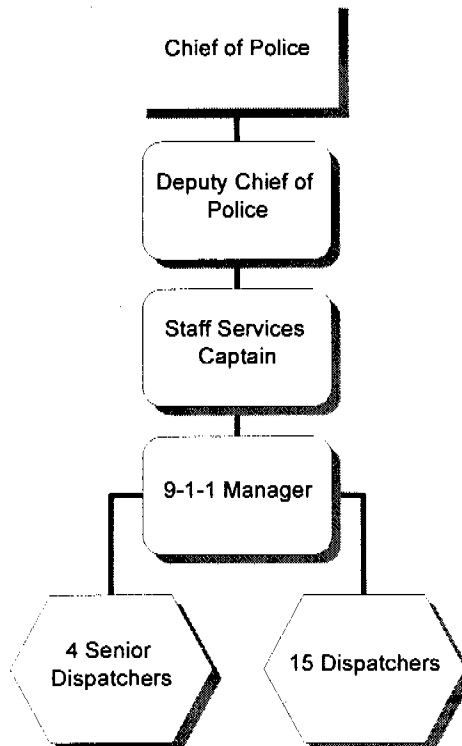 Chief of Police
Deputy Chief of
Police
Staff Services
Captain
9-1-1 Manager
4 Senior
Dispatchers
15 Dispatchers